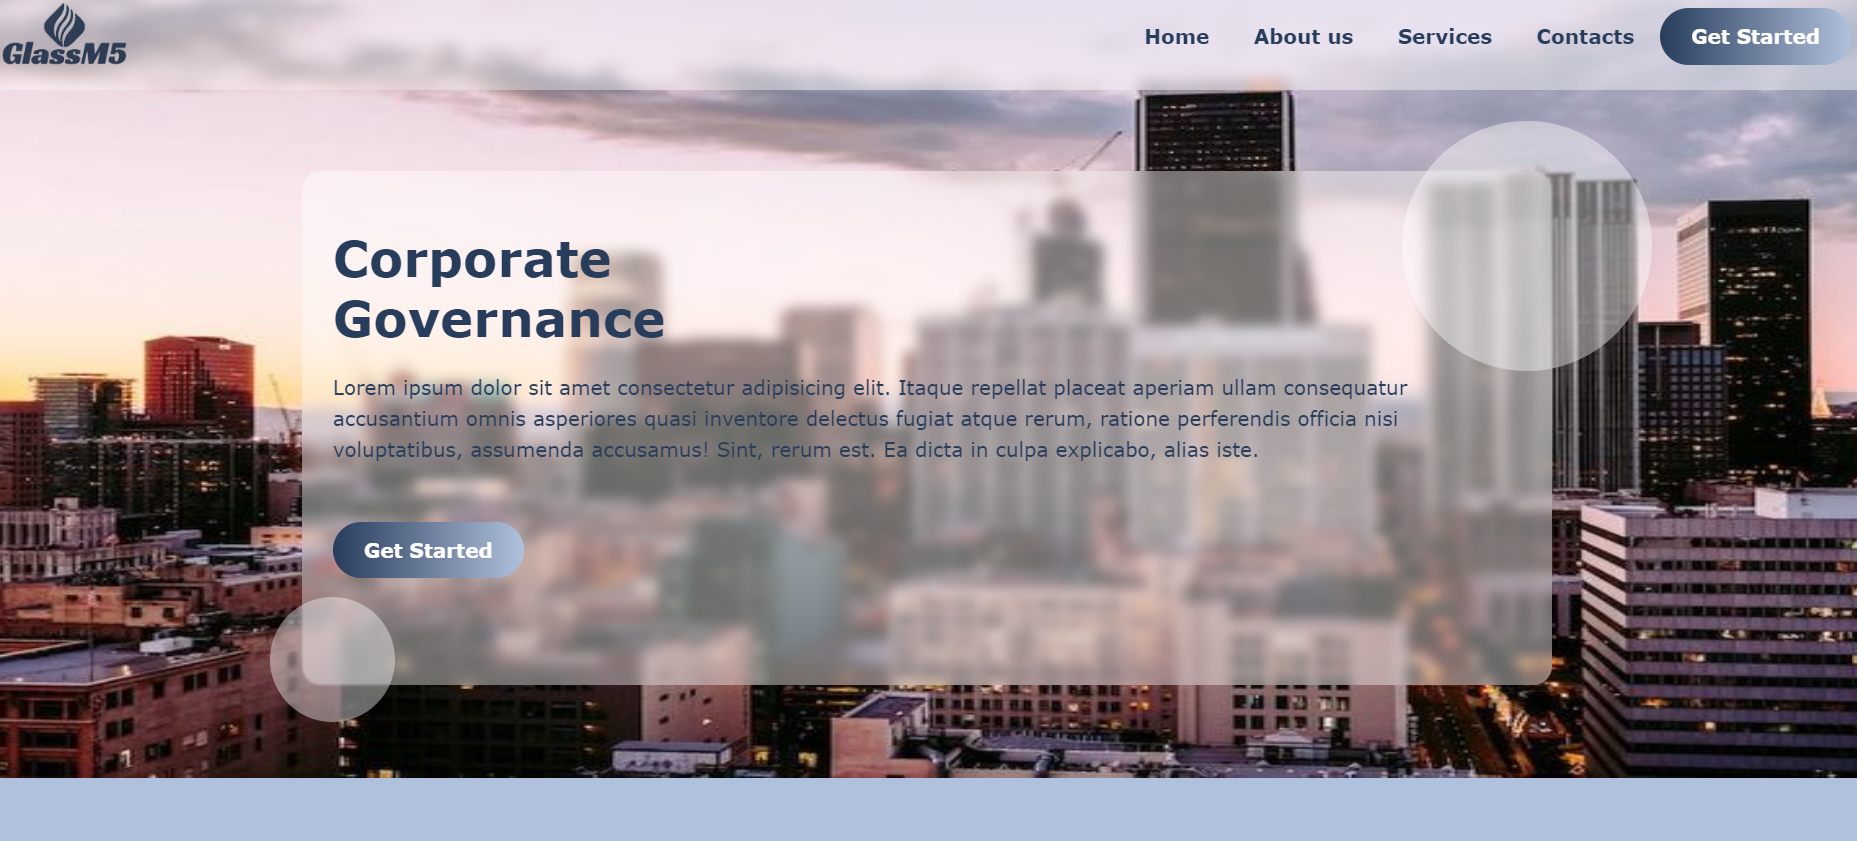 GlassM5
Home
About us
Services
Contacts
Get Started
Corporate
Governance
Lorem ipsum dolor sit amet consectetur adipisicing elit. Itaque repellat placeat aperiam ullam consequatur
accusantium omnis asperiores quasi inventore delectus fugiat atque rerum, ratione perferendis officia nisi
voluptatibus, assumenda accusamus! Sint, rerum est. Ea dicta in culpa explicabo, alias iste.
Get Started